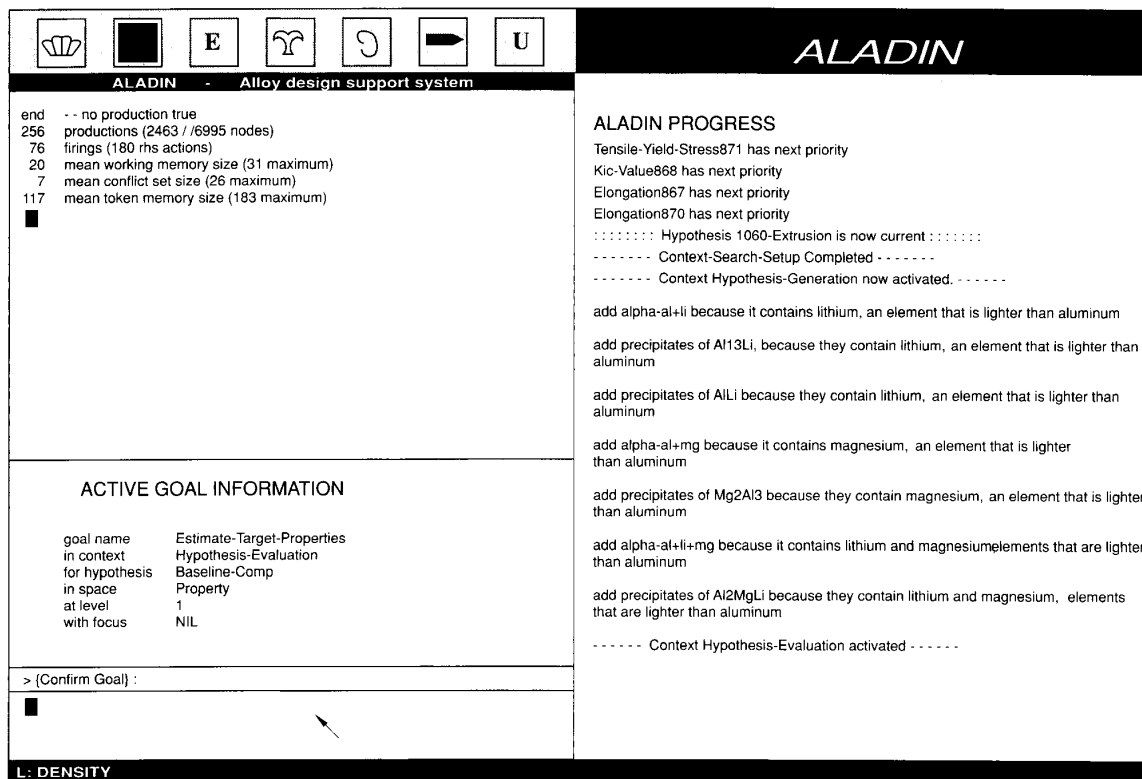 E
U
ALADIN - Alloy design support system
end - - no production true
256 productions (2463 / /6995 nodes)
76 firings (180 rhs actions)
20 mean working memory size (31 maximum)
7 mean conflict set size (26 maximum)
117 mean token memory size (183 maximum)
ACTIVE GOAL INFORMATION
goal name Estimate-Target-Properties
in context Hypothesis-Evaluation
for hypothesis Baseline-Comp
in space Property
at level 1
with focus NIL
> {Confirm Goal} :
L: DENSITY
ALADIN
ALADIN PROGRESS
Tensile-Yield-Stress871 has next priority
Kic-Value868 has next priority
Elongation867 has next priority
Elongation870 has next priority
: : : : : : : : Hypothesis 1060-Extrusion is now current : : : : : : :
- - - - - - - Context-Search-Setup Completed - - - - - - -
- - - - - - - Context Hypothesis-Generation now activated. - - - - - -
add alpha-al+li because it contains lithium, an element that is lighter than aluminum
add precipitates of Al13Li, because they contain lithium, an element that is lighter than
aluminum
add precipitates of AlLi because they contain lithium, an element that is lighter than
aluminum
add alpha-al+mg because it contains magnesium, an element that is lighter
than aluminum
add precipitates of Mg2Al3 because they contain magnesium, an element that is lighter
than aluminum
add alpha-al+li+mg because it contains lithium and magnesiumelements that are lighter
than aluminum
add precipitates of Al2MgLi because they contain lithium and magnesium, elements
that are lighter than aluminum
- - - - - - Context Hypothesis-Evaluation activated - - - - - -